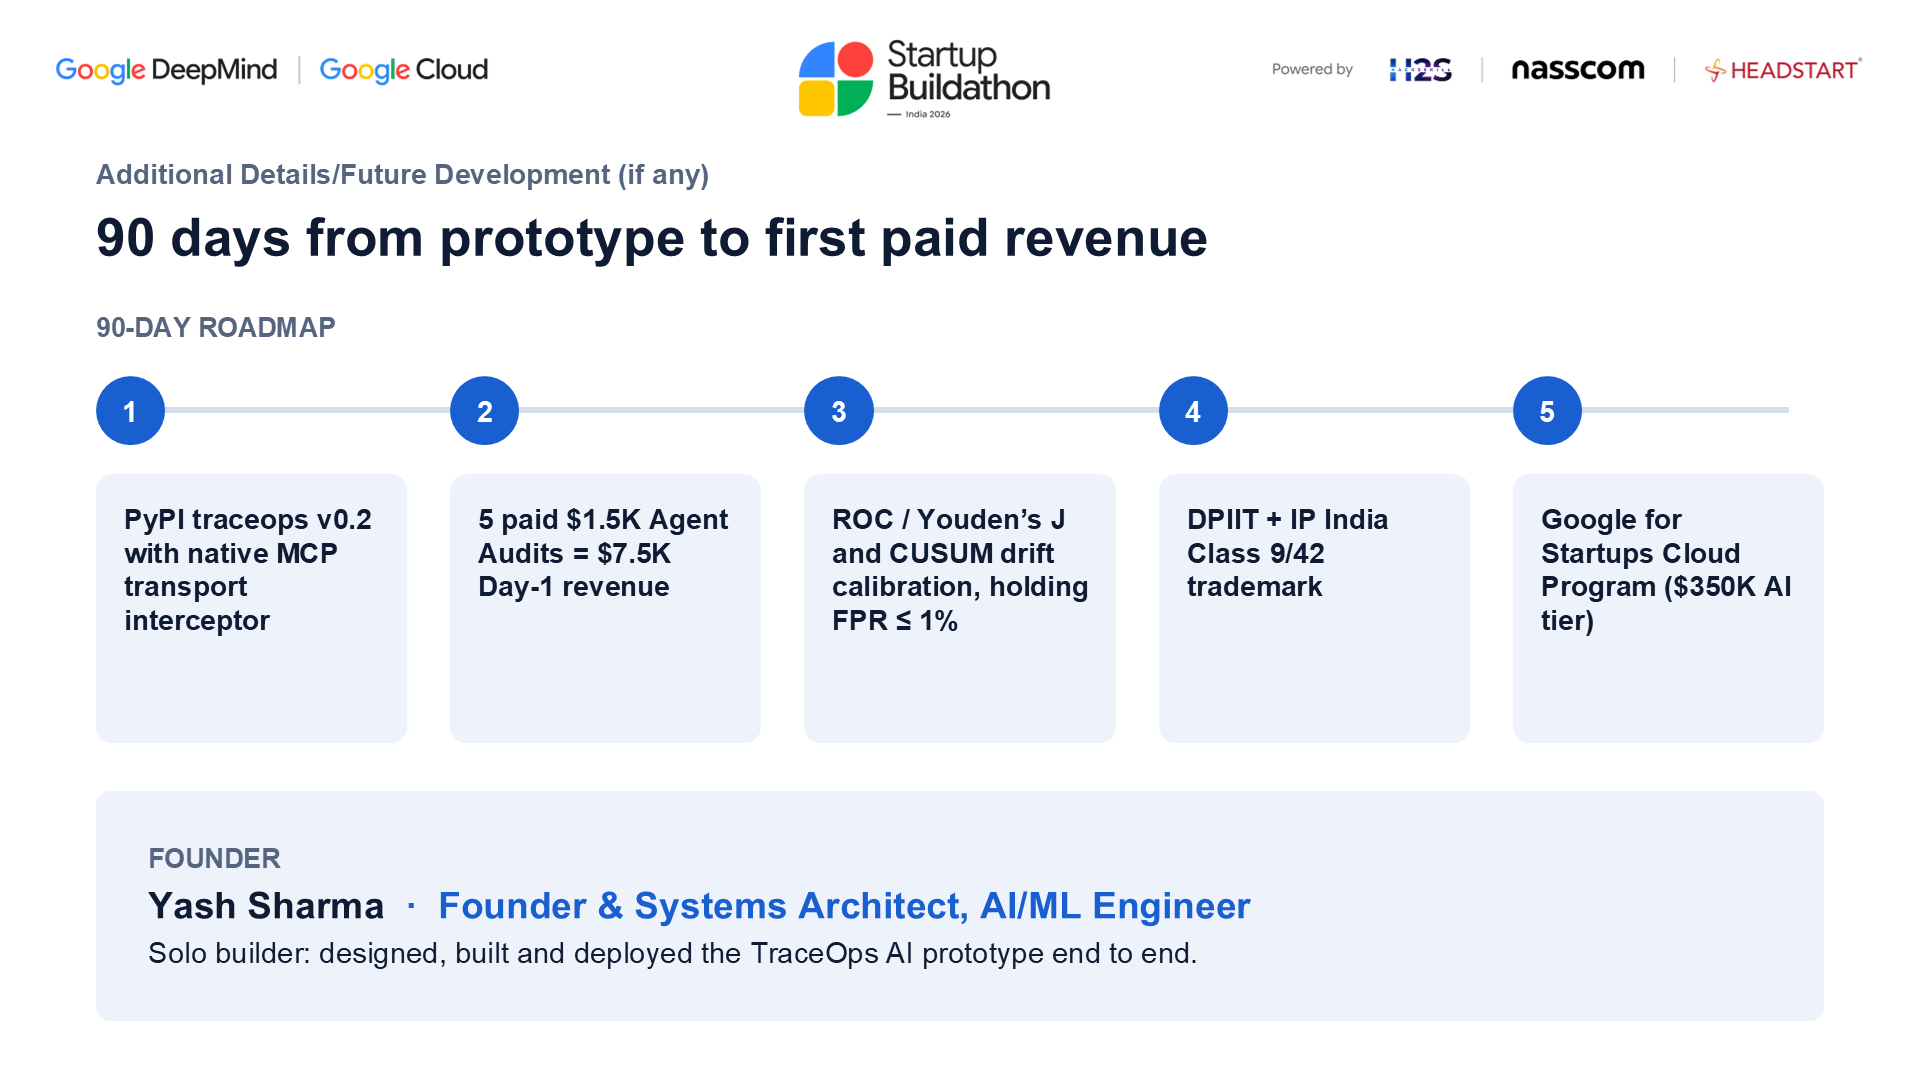 Google DeepMind | Google Cloud
Startup
Buildathon
— India 2026
Powered by H2S | nasscom | HEADSTART®
Additional Details/Future Development (if any)
90 days from prototype to first paid revenue
90-DAY ROADMAP
1
2
3
4
5
PyPI traceops v0.2
with native MCP
transport
interceptor
5 paid $1.5K Agent
Audits = $7.5K
Day-1 revenue
ROC / Youden’s J
and CUSUM drift
calibration, holding
FPR ≤ 1%
DPIIT + IP India
Class 9/42
trademark
Google for
Startups Cloud
Program ($350K AI
tier)
FOUNDER
Yash Sharma · Founder & Systems Architect, AI/ML Engineer
Solo builder: designed, built and deployed the TraceOps AI prototype end to end.